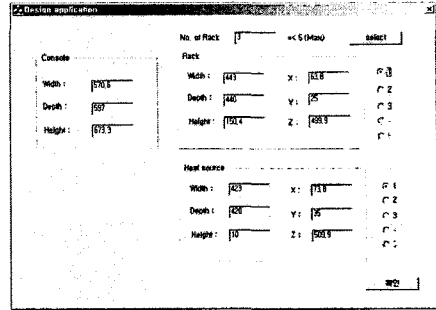 Design application
No. of Rack 3 =< 5 (Max) select
Console
Width : 570,6
Depth : 597
Height : 673,3
Rack
Width : 443 X : 63,8
Depth : 440 Y : 25
Height : 150,4 Z : 499,9
2
3
Heat source
Width : 423 X : 73,8 1
Depth : 420 Y : 35 2
Height : 10 Z : 509,9 3
확인